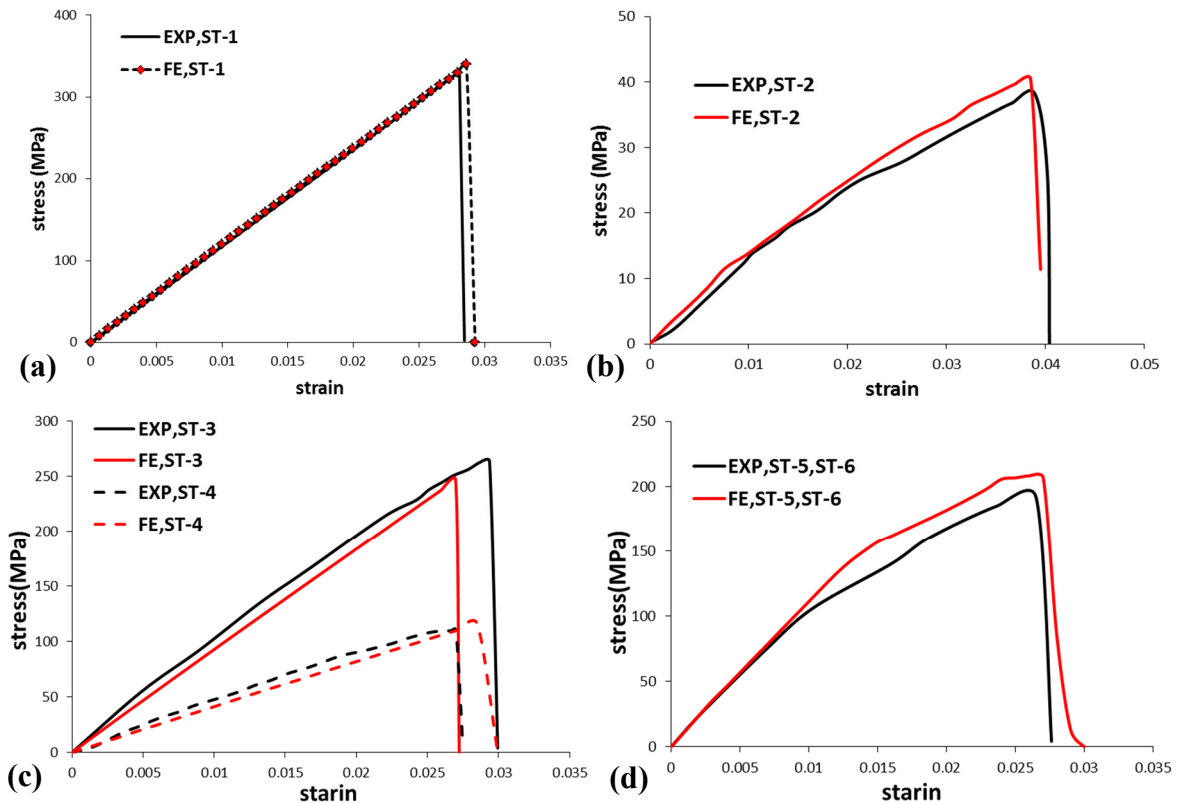 400
300
200
100
0
stress (MPa)
EXP,ST-1
FE,ST-1
0 0.005 0.01 0.015 0.02 0.025 0.03 0.035
strain
(a)
50
40
30
20
10
0
stress (MPa)
EXP,ST-2
FE,ST-2
0 0.01 0.02 0.03 0.04 0.05
strain
(b)
300
250
200
150
100
50
0
stress(MPa)
EXP,ST-3
FE,ST-3
EXP,ST-4
FE,ST-4
0.005 0.01 0.015 0.02 0.025 0.03 0.035
starin
(c)
250
200
150
100
50
0
stress(MPa)
EXP,ST-5,ST-6
FE,ST-5,ST-6
0 0.005 0.01 0.015 0.02 0.025 0.03 0.035
starin
(d)